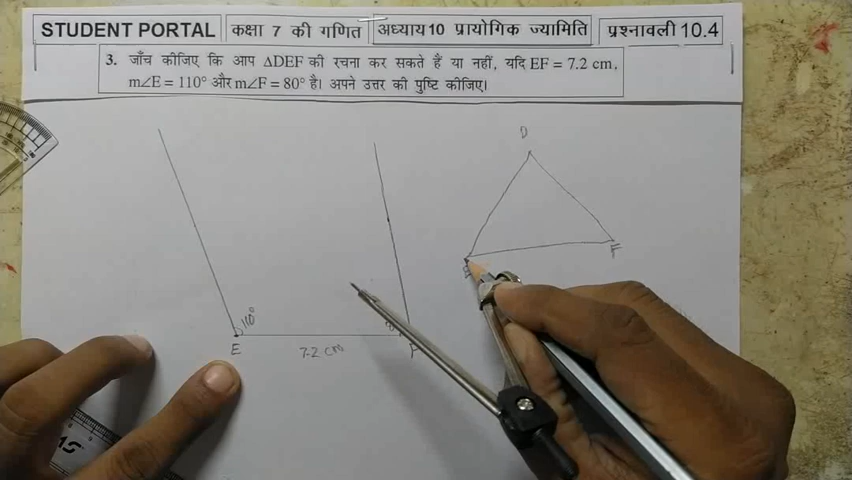 STUDENT PORTAL कक्षा 7 की गणित अध्याय 10 प्रायोगिक ज्यामिति प्रश्नावली 10.4
3. जाँच कीजिए कि आप ΔDEF की रचना कर सकते हैं या नहीं, यदि EF = 7.2 cm,
m∠E = 110° और m∠F = 80° है। अपने उत्तर की पुष्टि कीजिए।
D
F
110°
E
7.2 cm
F